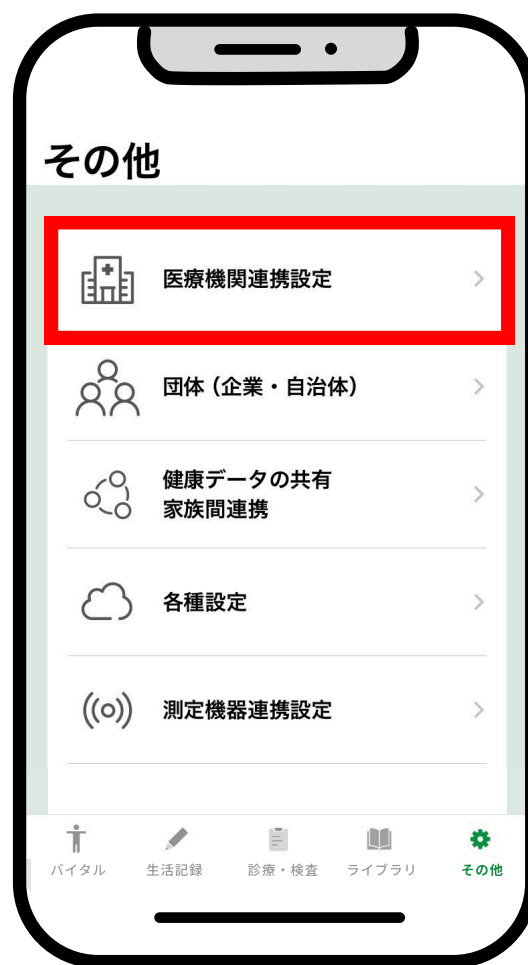 その他
医療機関連携設定
団体（企業・自治体）
健康データの共有
家族間連携
各種設定
測定機器連携設定
バイタル
生活記録
診療・検査
ライブラリ
その他